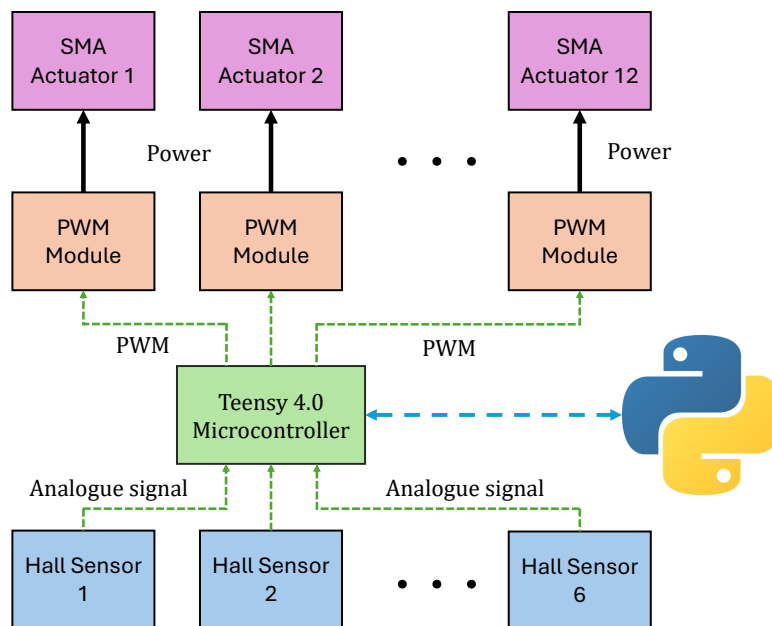 SMA
Actuator 1
SMA
Actuator 2
SMA
Actuator 12
Power
Power
PWM
Module
PWM
Module
PWM
Module
PWM
PWM
Teensy 4.0
Microcontroller
Analogue signal
Analogue signal
Hall Sensor
1
Hall Sensor
2
Hall Sensor
6